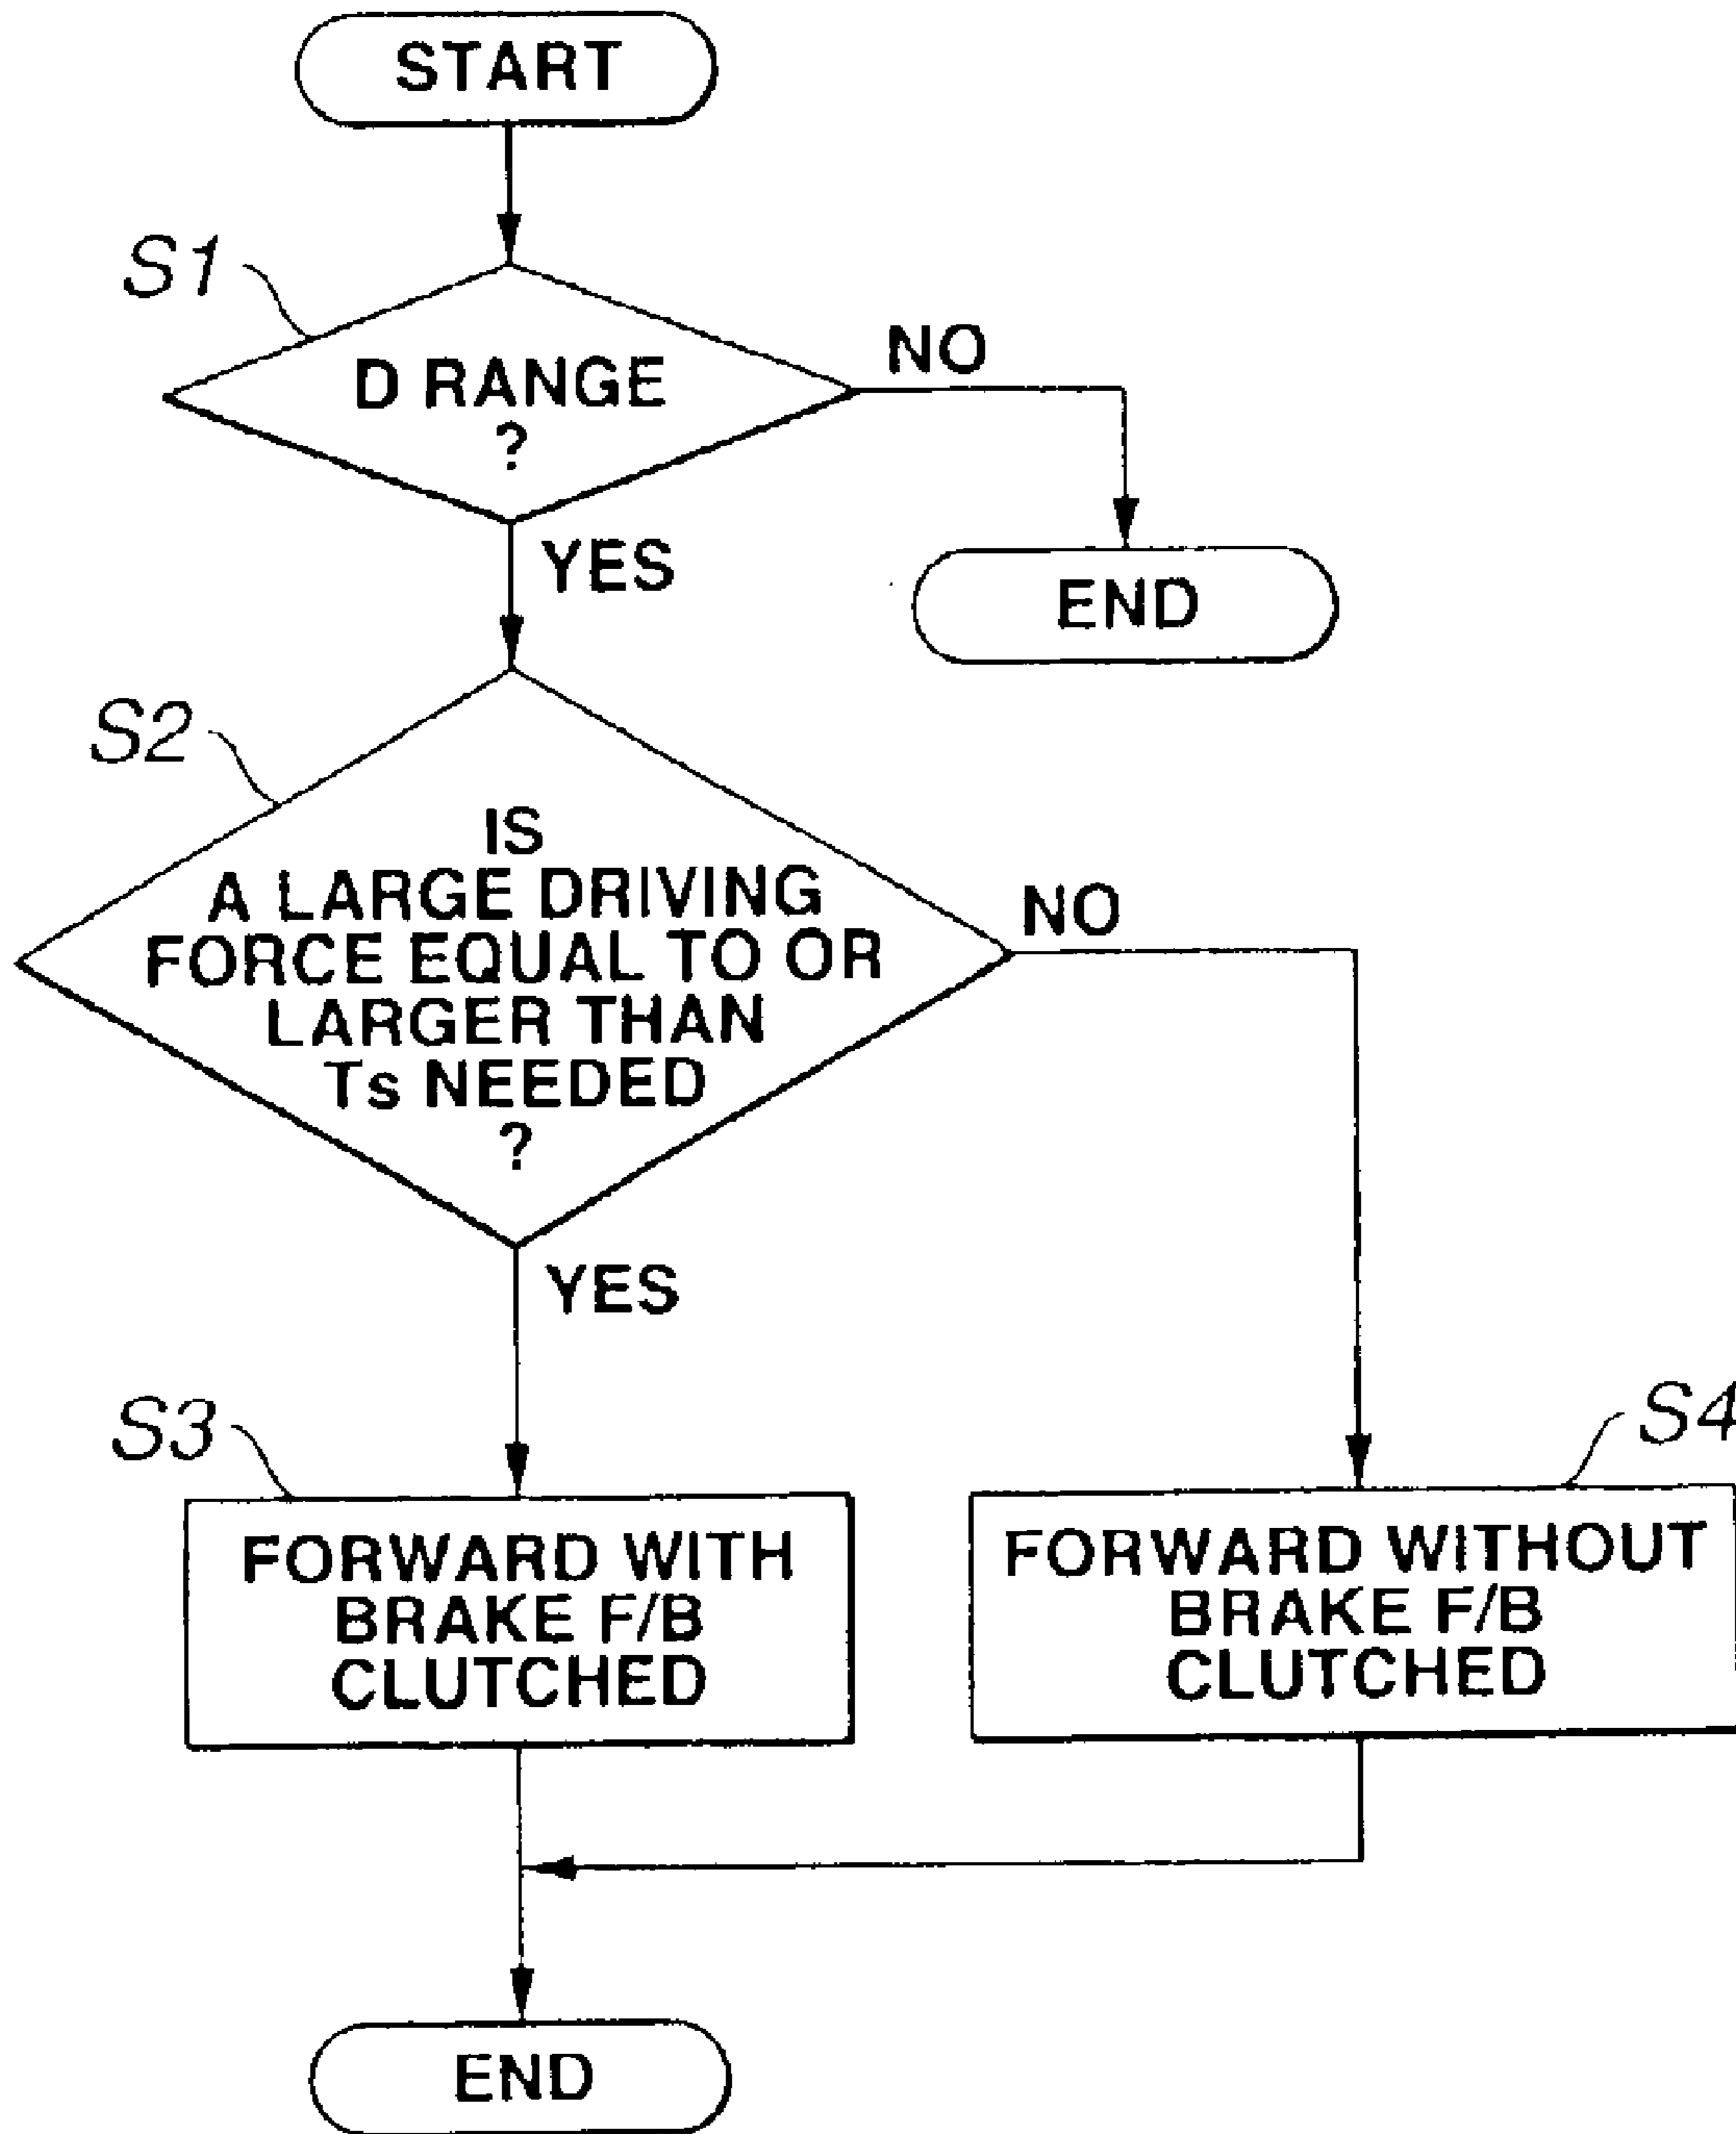 START
S1
D RANGE
?
NO
YES
END
S2
IS
A LARGE DRIVING
FORCE EQUAL TO OR
LARGER THAN
Ts NEEDED
?
NO
YES
S3
S4
FORWARD WITH
BRAKE F/B
CLUTCHED
FORWARD WITHOUT
BRAKE F/B
CLUTCHED
END